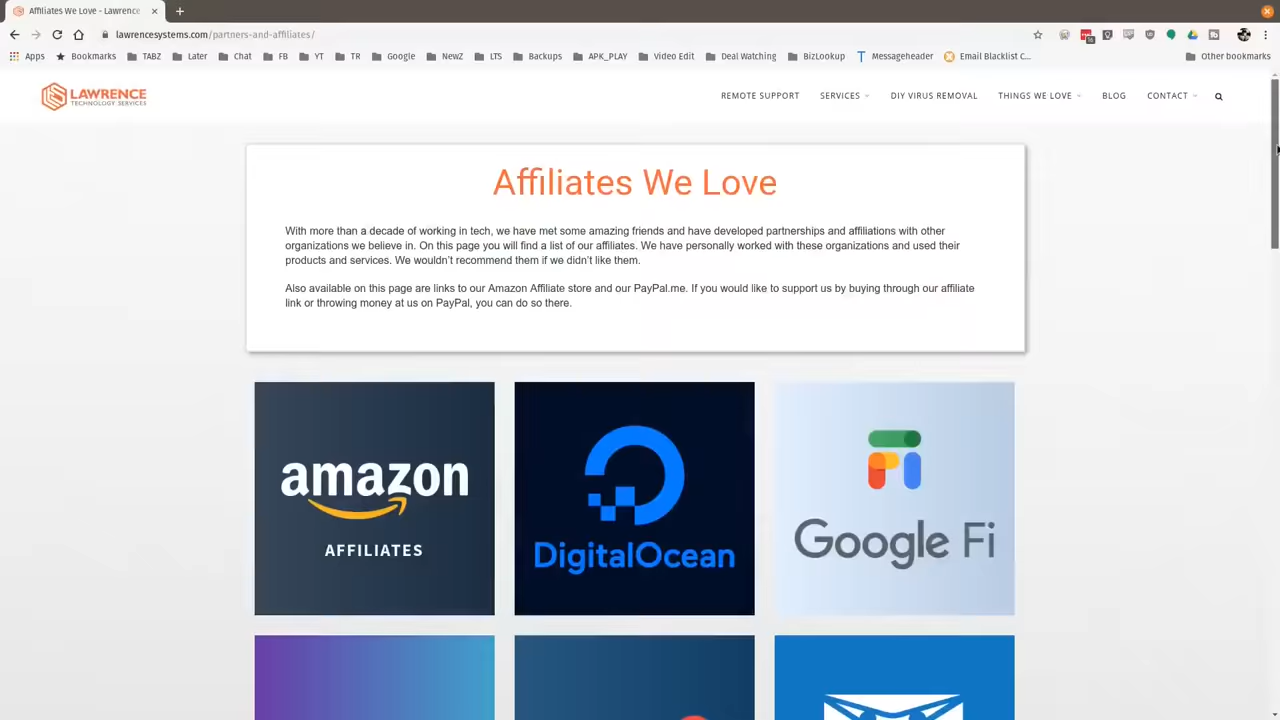 Affiliates We Love - Lawrence
lawrencesystems.com/partners-and-affiliates/
Apps Bookmarks TABZ Later Chat FB YT TR Google NewZ LTS Backups APK_PLAY Video Edit Deal Watching BizLookup Messageheader Email Blacklist C... Other bookmarks
LAWRENCE
TECHNOLOGY SERVICES
REMOTE SUPPORT SERVICES DIY VIRUS REMOVAL THINGS WE LOVE BLOG CONTACT
Affiliates We Love
With more than a decade of working in tech, we have met some amazing friends and have developed partnerships and affiliations with other
organizations we believe in. On this page you will find a list of our affiliates. We have personally worked with these organizations and used their
products and services. We wouldn't recommend them if we didn't like them.
Also available on this page are links to our Amazon Affiliate store and our PayPal.me. If you would like to support us by buying through our affiliate
link or throwing money at us on PayPal, you can do so there.
amazon
AFFILIATES
DigitalOcean
Google Fi